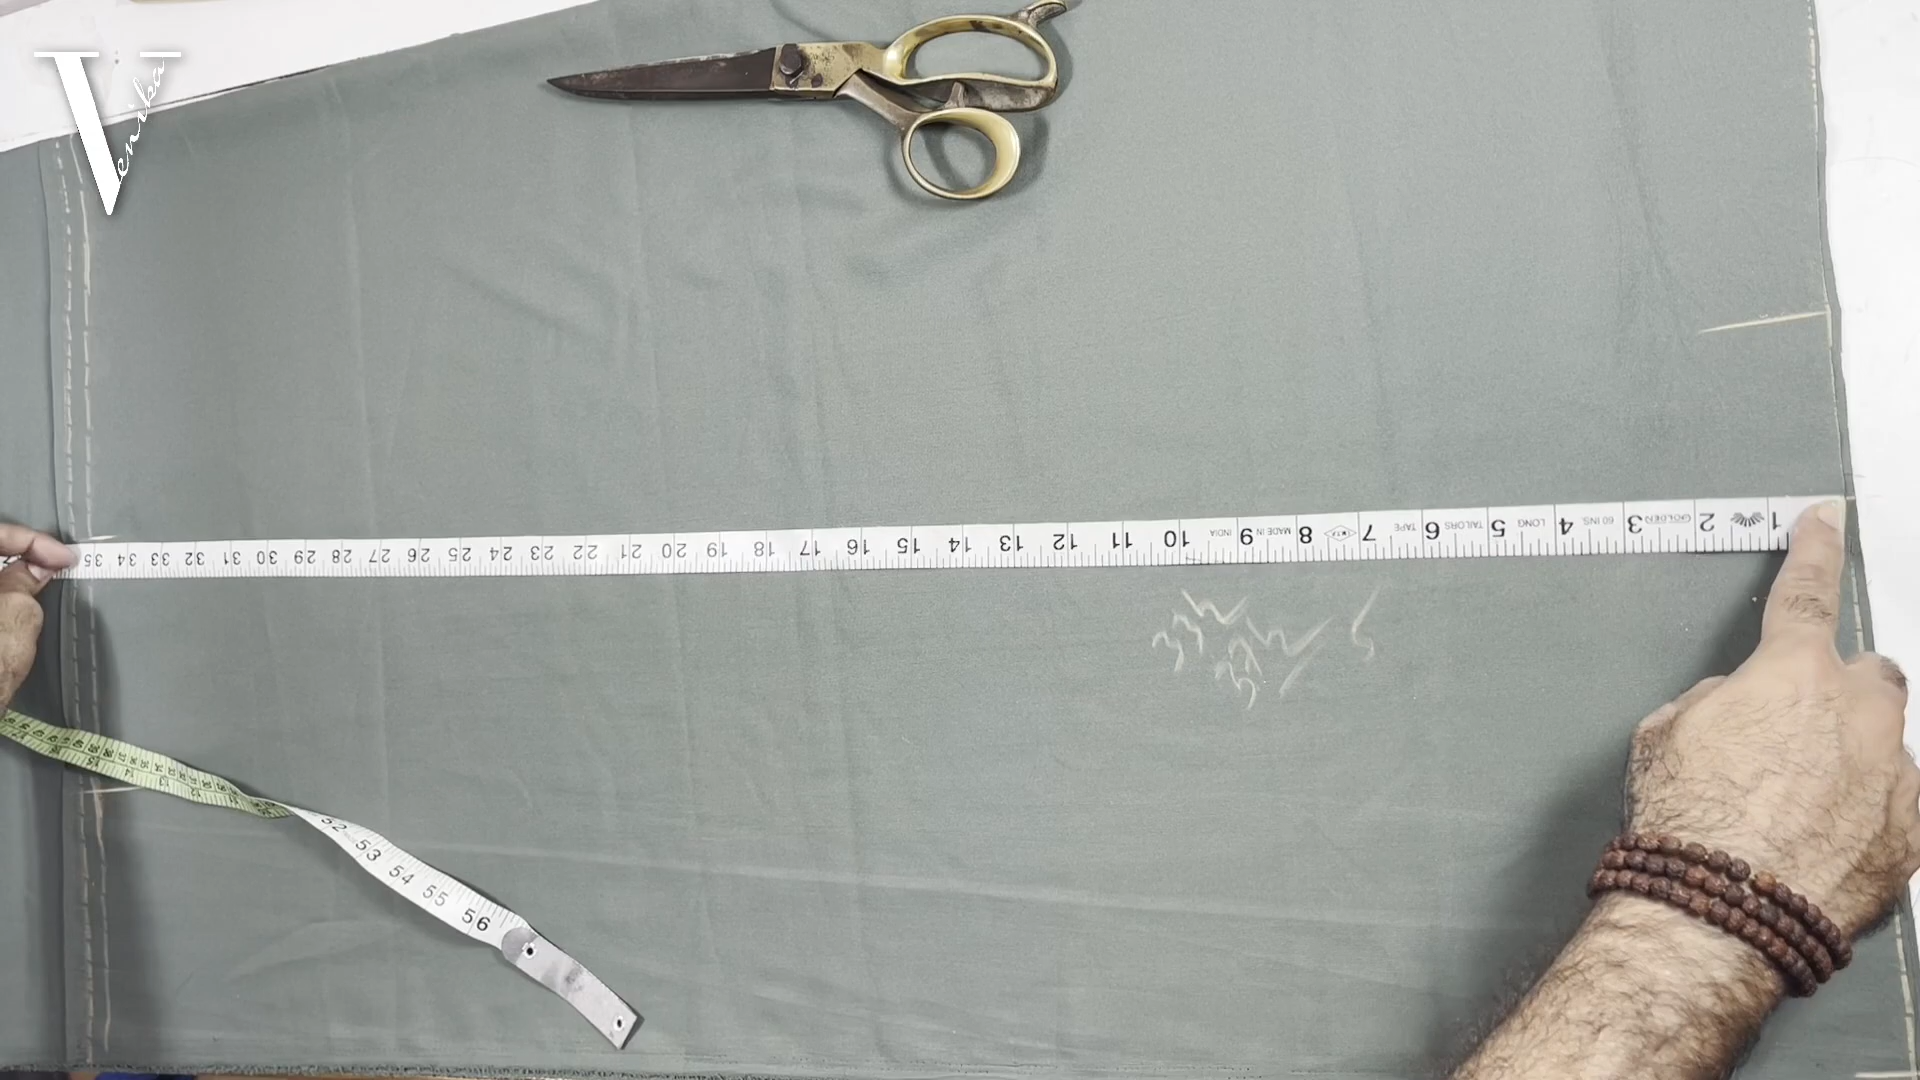 Venika
35 34 33 32 31 30 29 28 27 26 25 24 23 22 21 20 19 18 17 16 15 14 13 12 11 10 INDIA 9 MADE IN 8 7 TAPE 6 TAILORS 5 LONG 4 60 INS. 3 GOLDEN 2 1
52 53 54 55 56